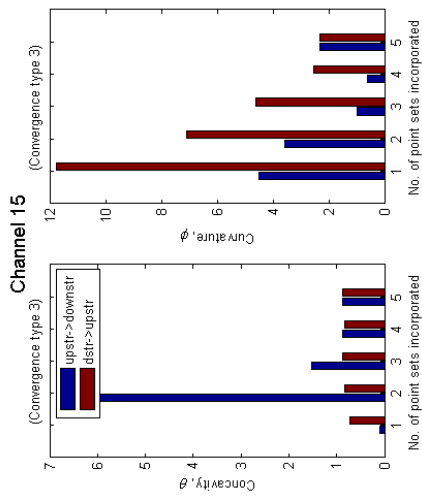 Channel 15
(Convergence type 3)
7
6
5
4
3
2
1
0
Concavity, θ
upstr->downstr
dstr->upstr
1 2 3 4 5
No. of point sets incorporated
(Convergence type 3)
12
10
8
6
4
2
0
Curvature, φ
1 2 3 4 5
No. of point sets incorporated